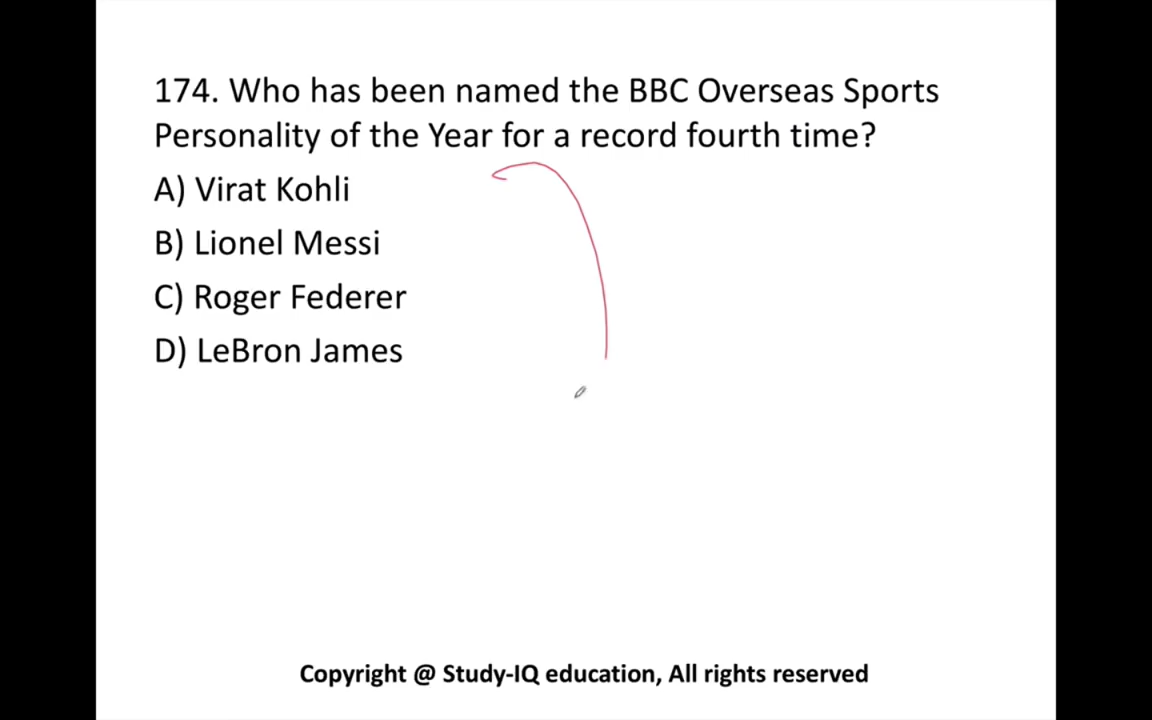 174. Who has been named the BBC Overseas Sports
Personality of the Year for a record fourth time?
A) Virat Kohli
B) Lionel Messi
C) Roger Federer
D) LeBron James
Copyright @ Study-IQ education, All rights reserved